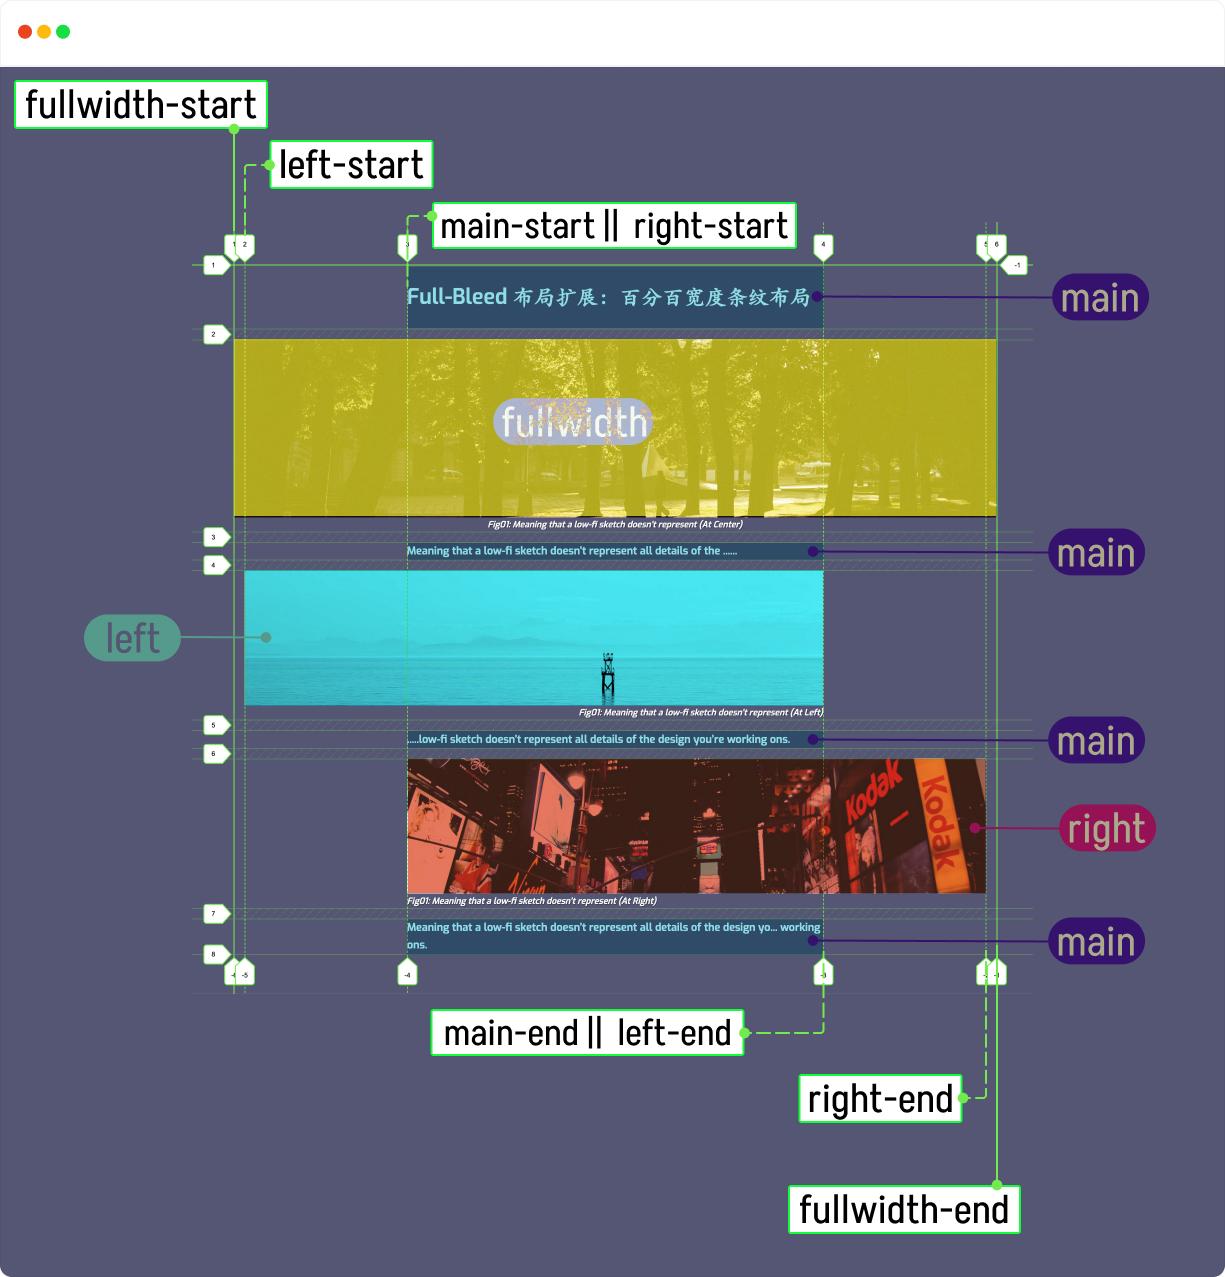 fullwidth-start
left-start
main-start || right-start
1 2 3 4 5 6
1 -1
Full-Bleed 布局扩展：百分百宽度条纹布局
main
2
fullwidth
Fig01: Meaning that a low-fi sketch doesn't represent (At Center)
3
Meaning that a low-fi sketch doesn't represent all details of the ......
main
4
left
Fig01: Meaning that a low-fi sketch doesn't represent (At Left)
5
.....low-fi sketch doesn't represent all details of the design you're working ons.
main
6
Kodak
Kodak
right
Virgin
Fig01: Meaning that a low-fi sketch doesn't represent (At Right)
7
Meaning that a low-fi sketch doesn't represent all details of the design yo... working
ons.
main
8
-5 -4
main-end || left-end
right-end
fullwidth-end